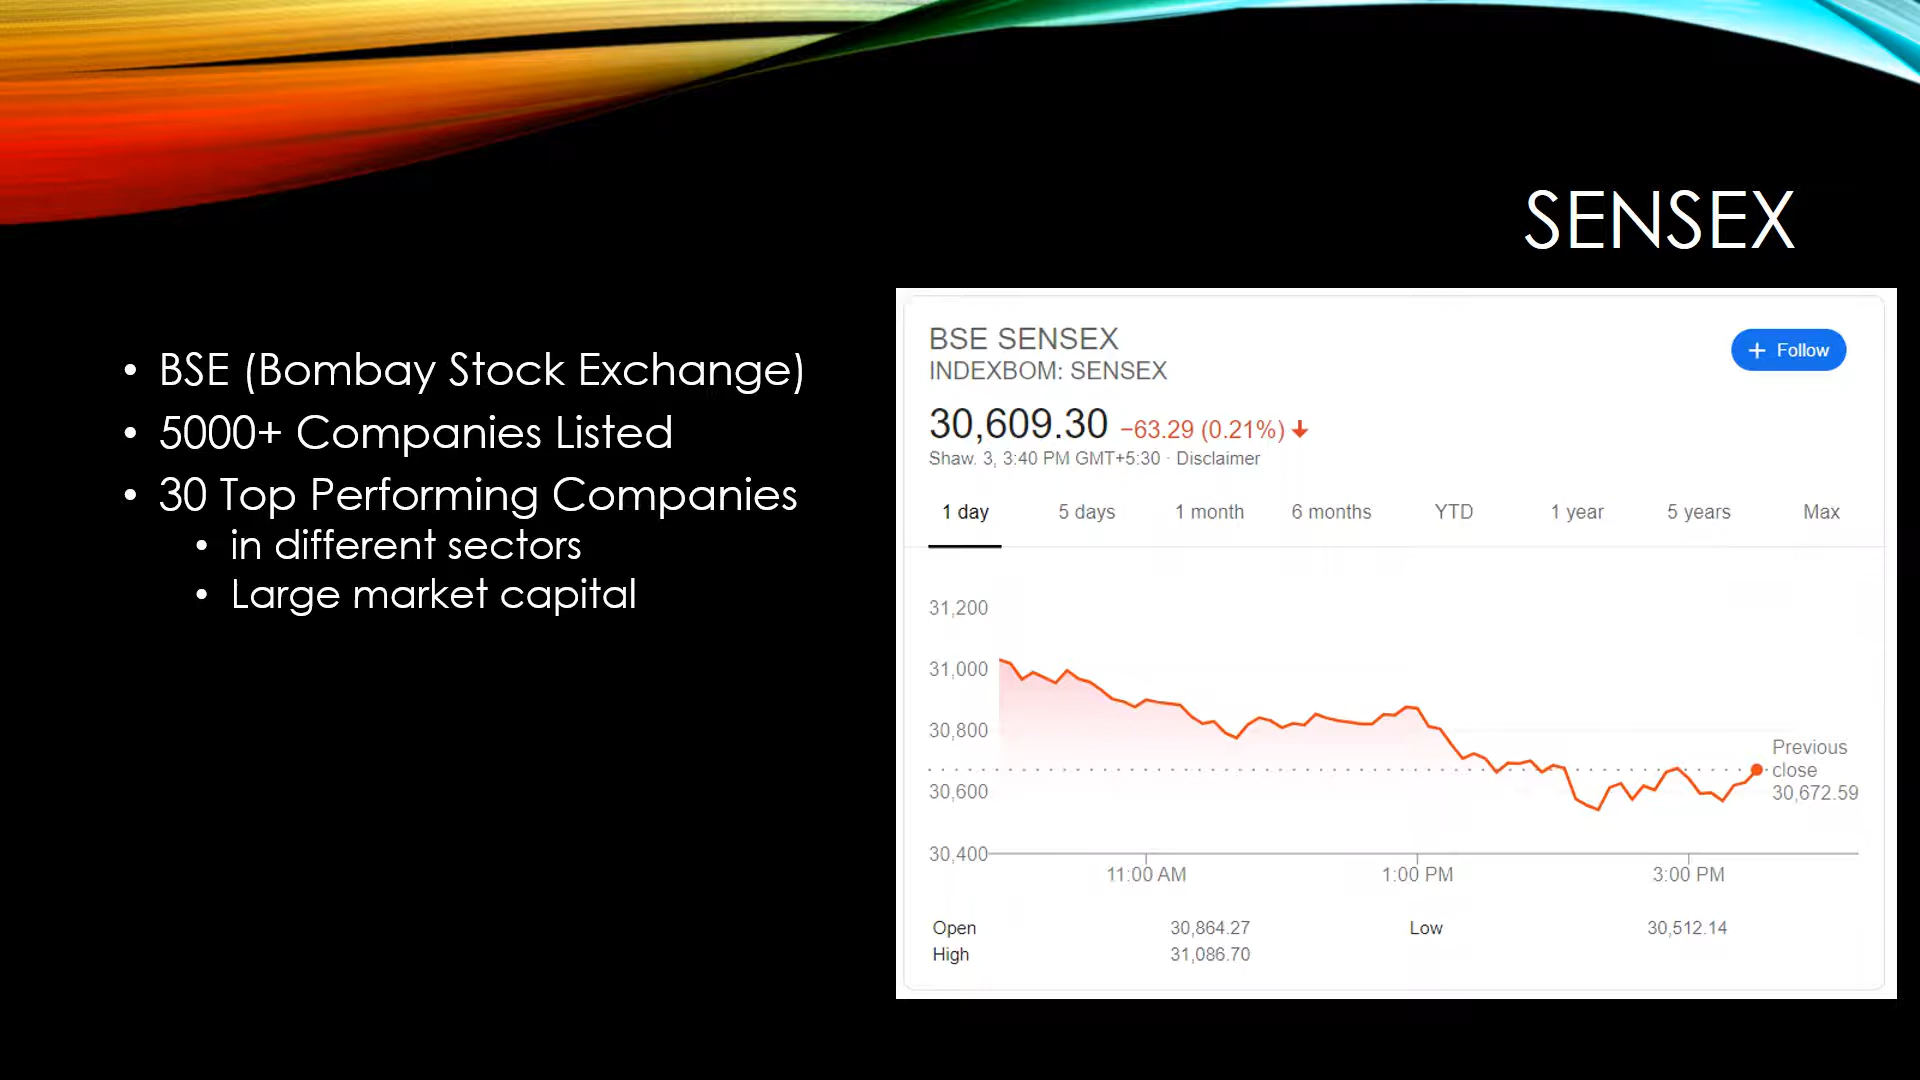 SENSEX
• BSE (Bombay Stock Exchange)
• 5000+ Companies Listed
• 30 Top Performing Companies
• in different sectors
• Large market capital
BSE SENSEX
INDEXBOM: SENSEX
+ Follow
30,609.30 −63.29 (0.21%)
Shaw. 3, 3:40 PM GMT+5:30 · Disclaimer
1 day 5 days 1 month 6 months YTD 1 year 5 years Max
31,200
31,000
30,800
30,600
30,400
Previous
close
30,672.59
11:00 AM 1:00 PM 3:00 PM
Open 30,864.27 Low 30,512.14
High 31,086.70